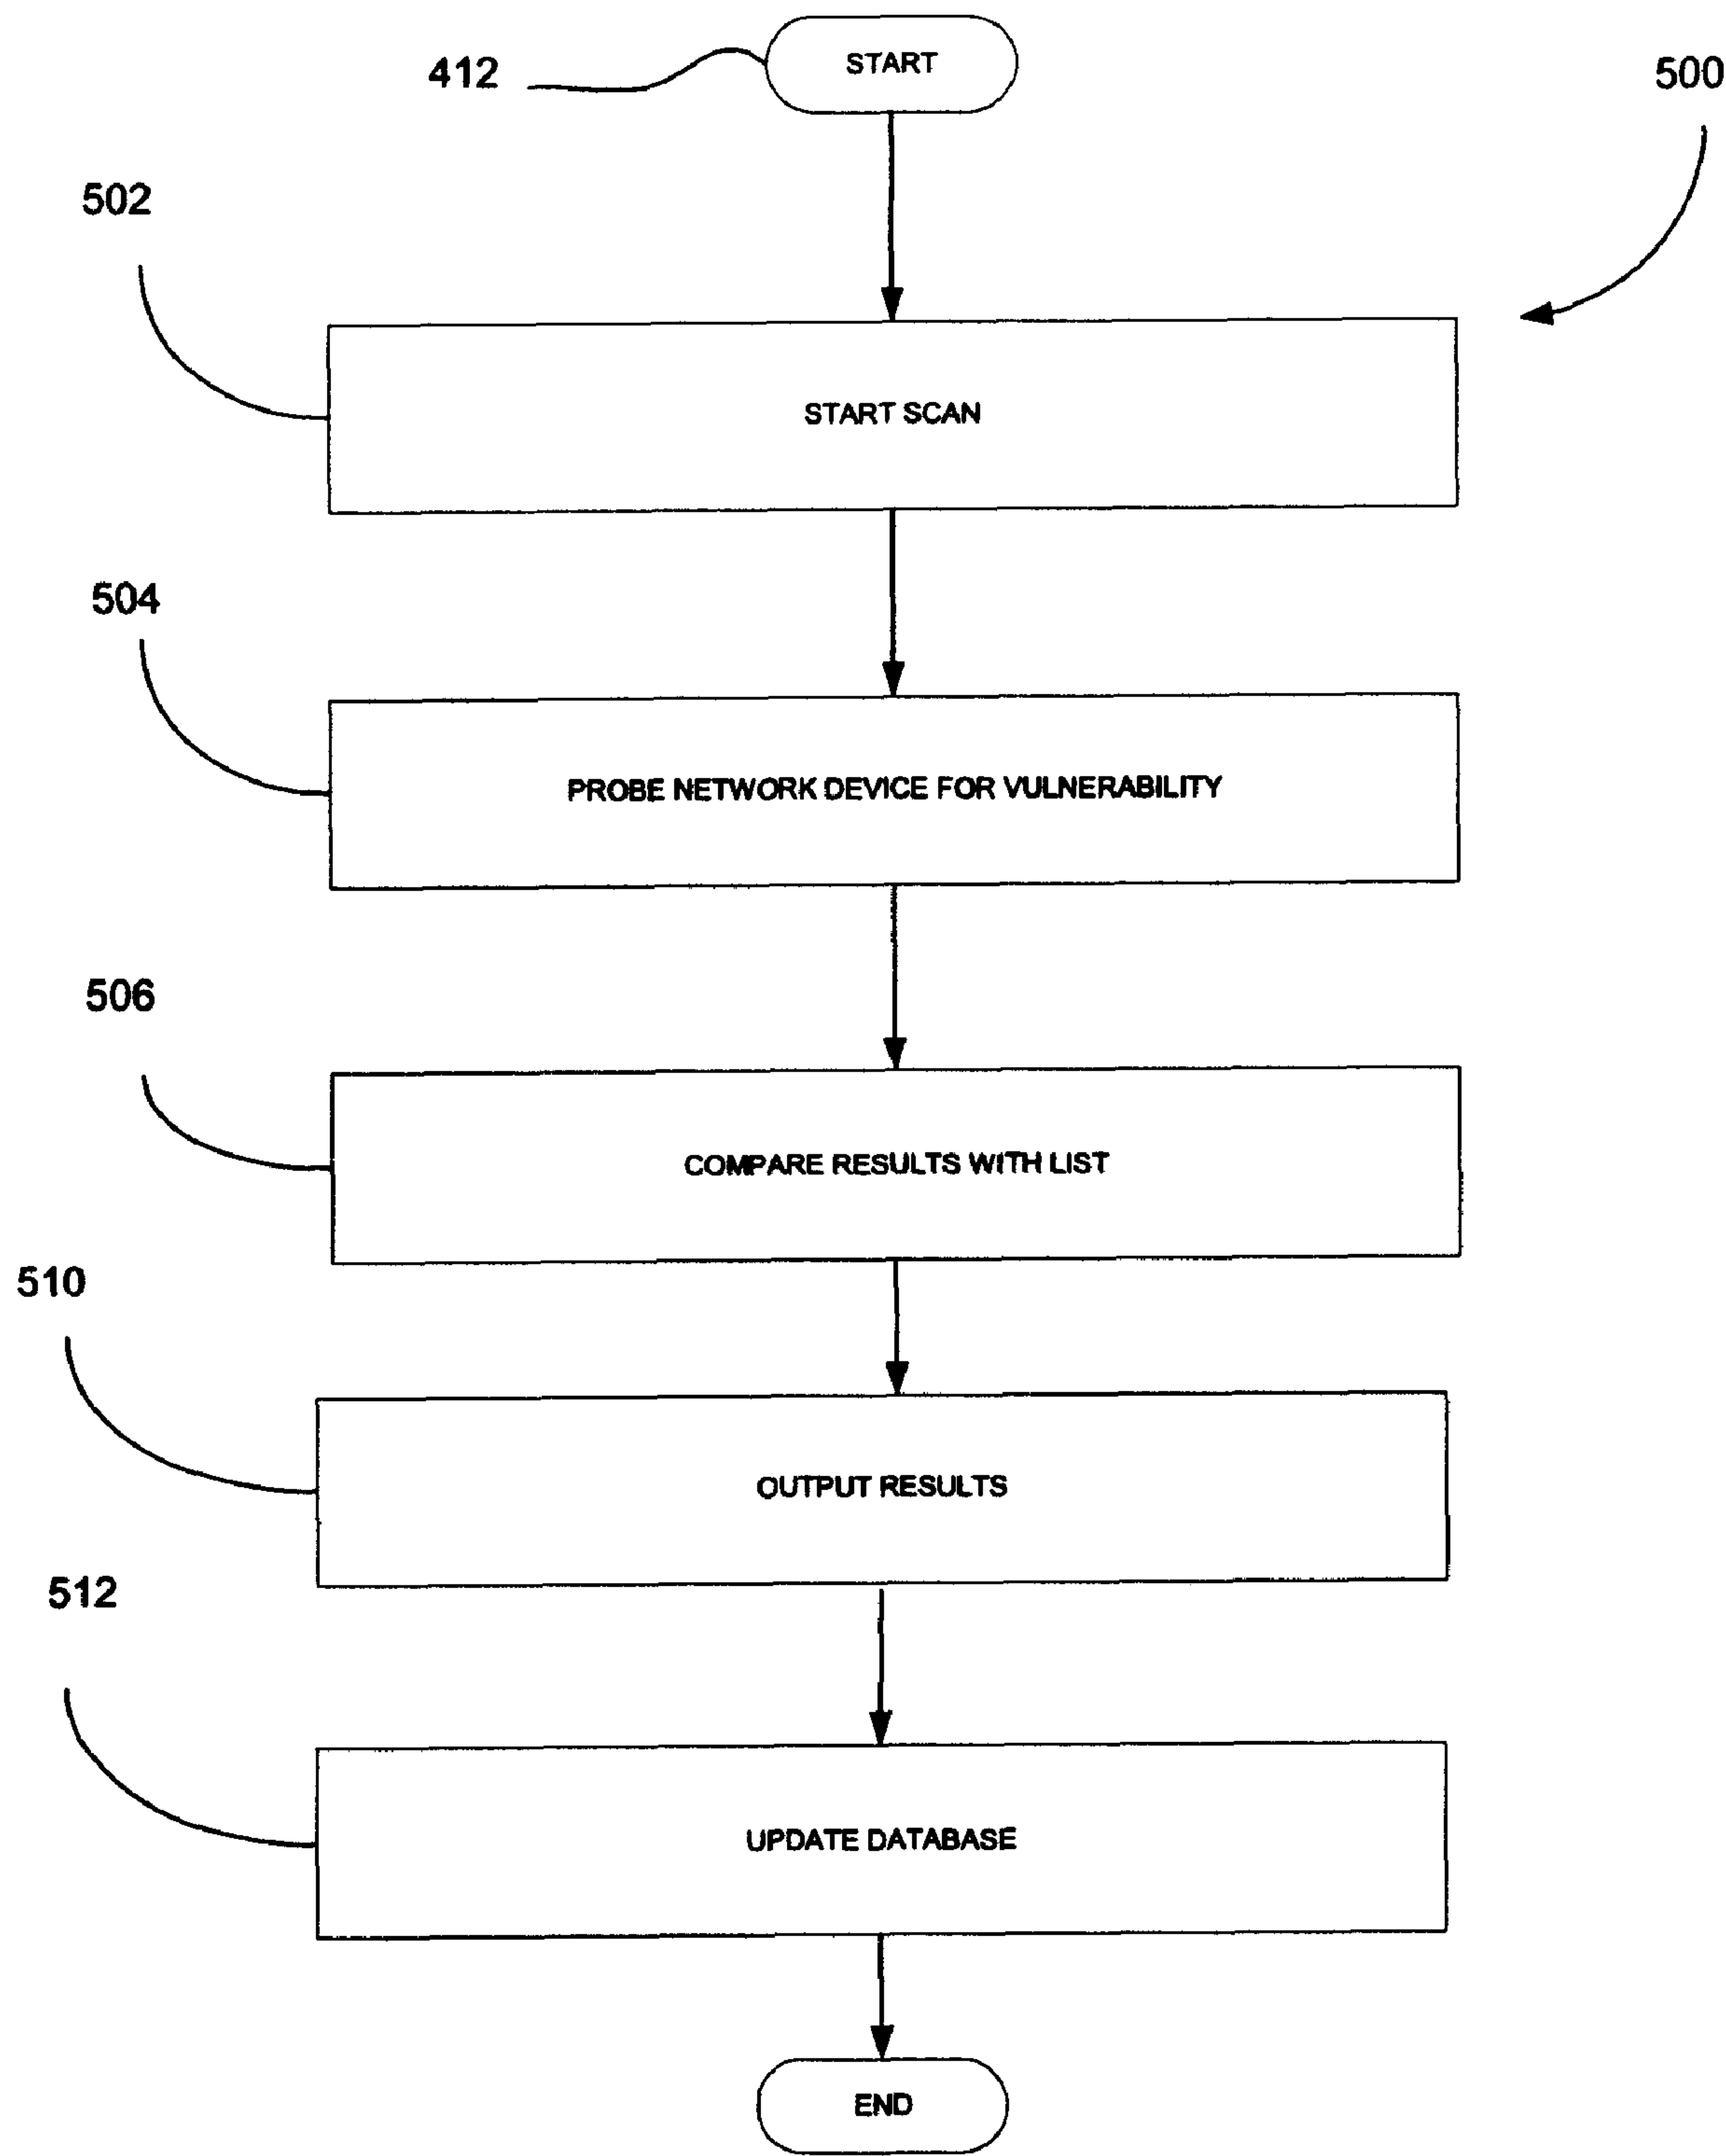 412
START
500
502
START SCAN
504
PROBE NETWORK DEVICE FOR VULNERABILITY
506
COMPARE RESULTS WITH LIST
510
OUTPUT RESULTS
512
UPDATE DATABASE
END